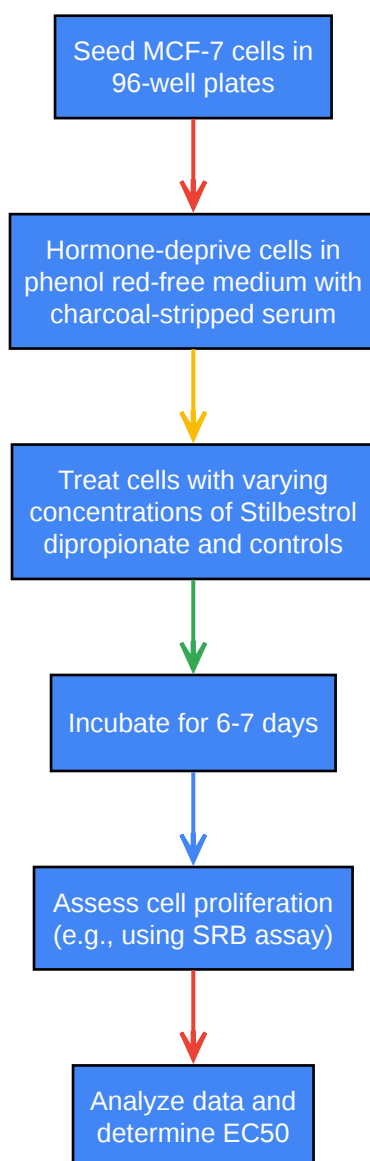 Seed MCF-7 cells in
96-well plates
Hormone-deprive cells in
phenol red-free medium with
charcoal-stripped serum
Treat cells with varying
concentrations of Stilbestrol
dipropionate and controls
Incubate for 6-7 days
Assess cell proliferation
(e.g., using SRB assay)
Analyze data and
determine EC50